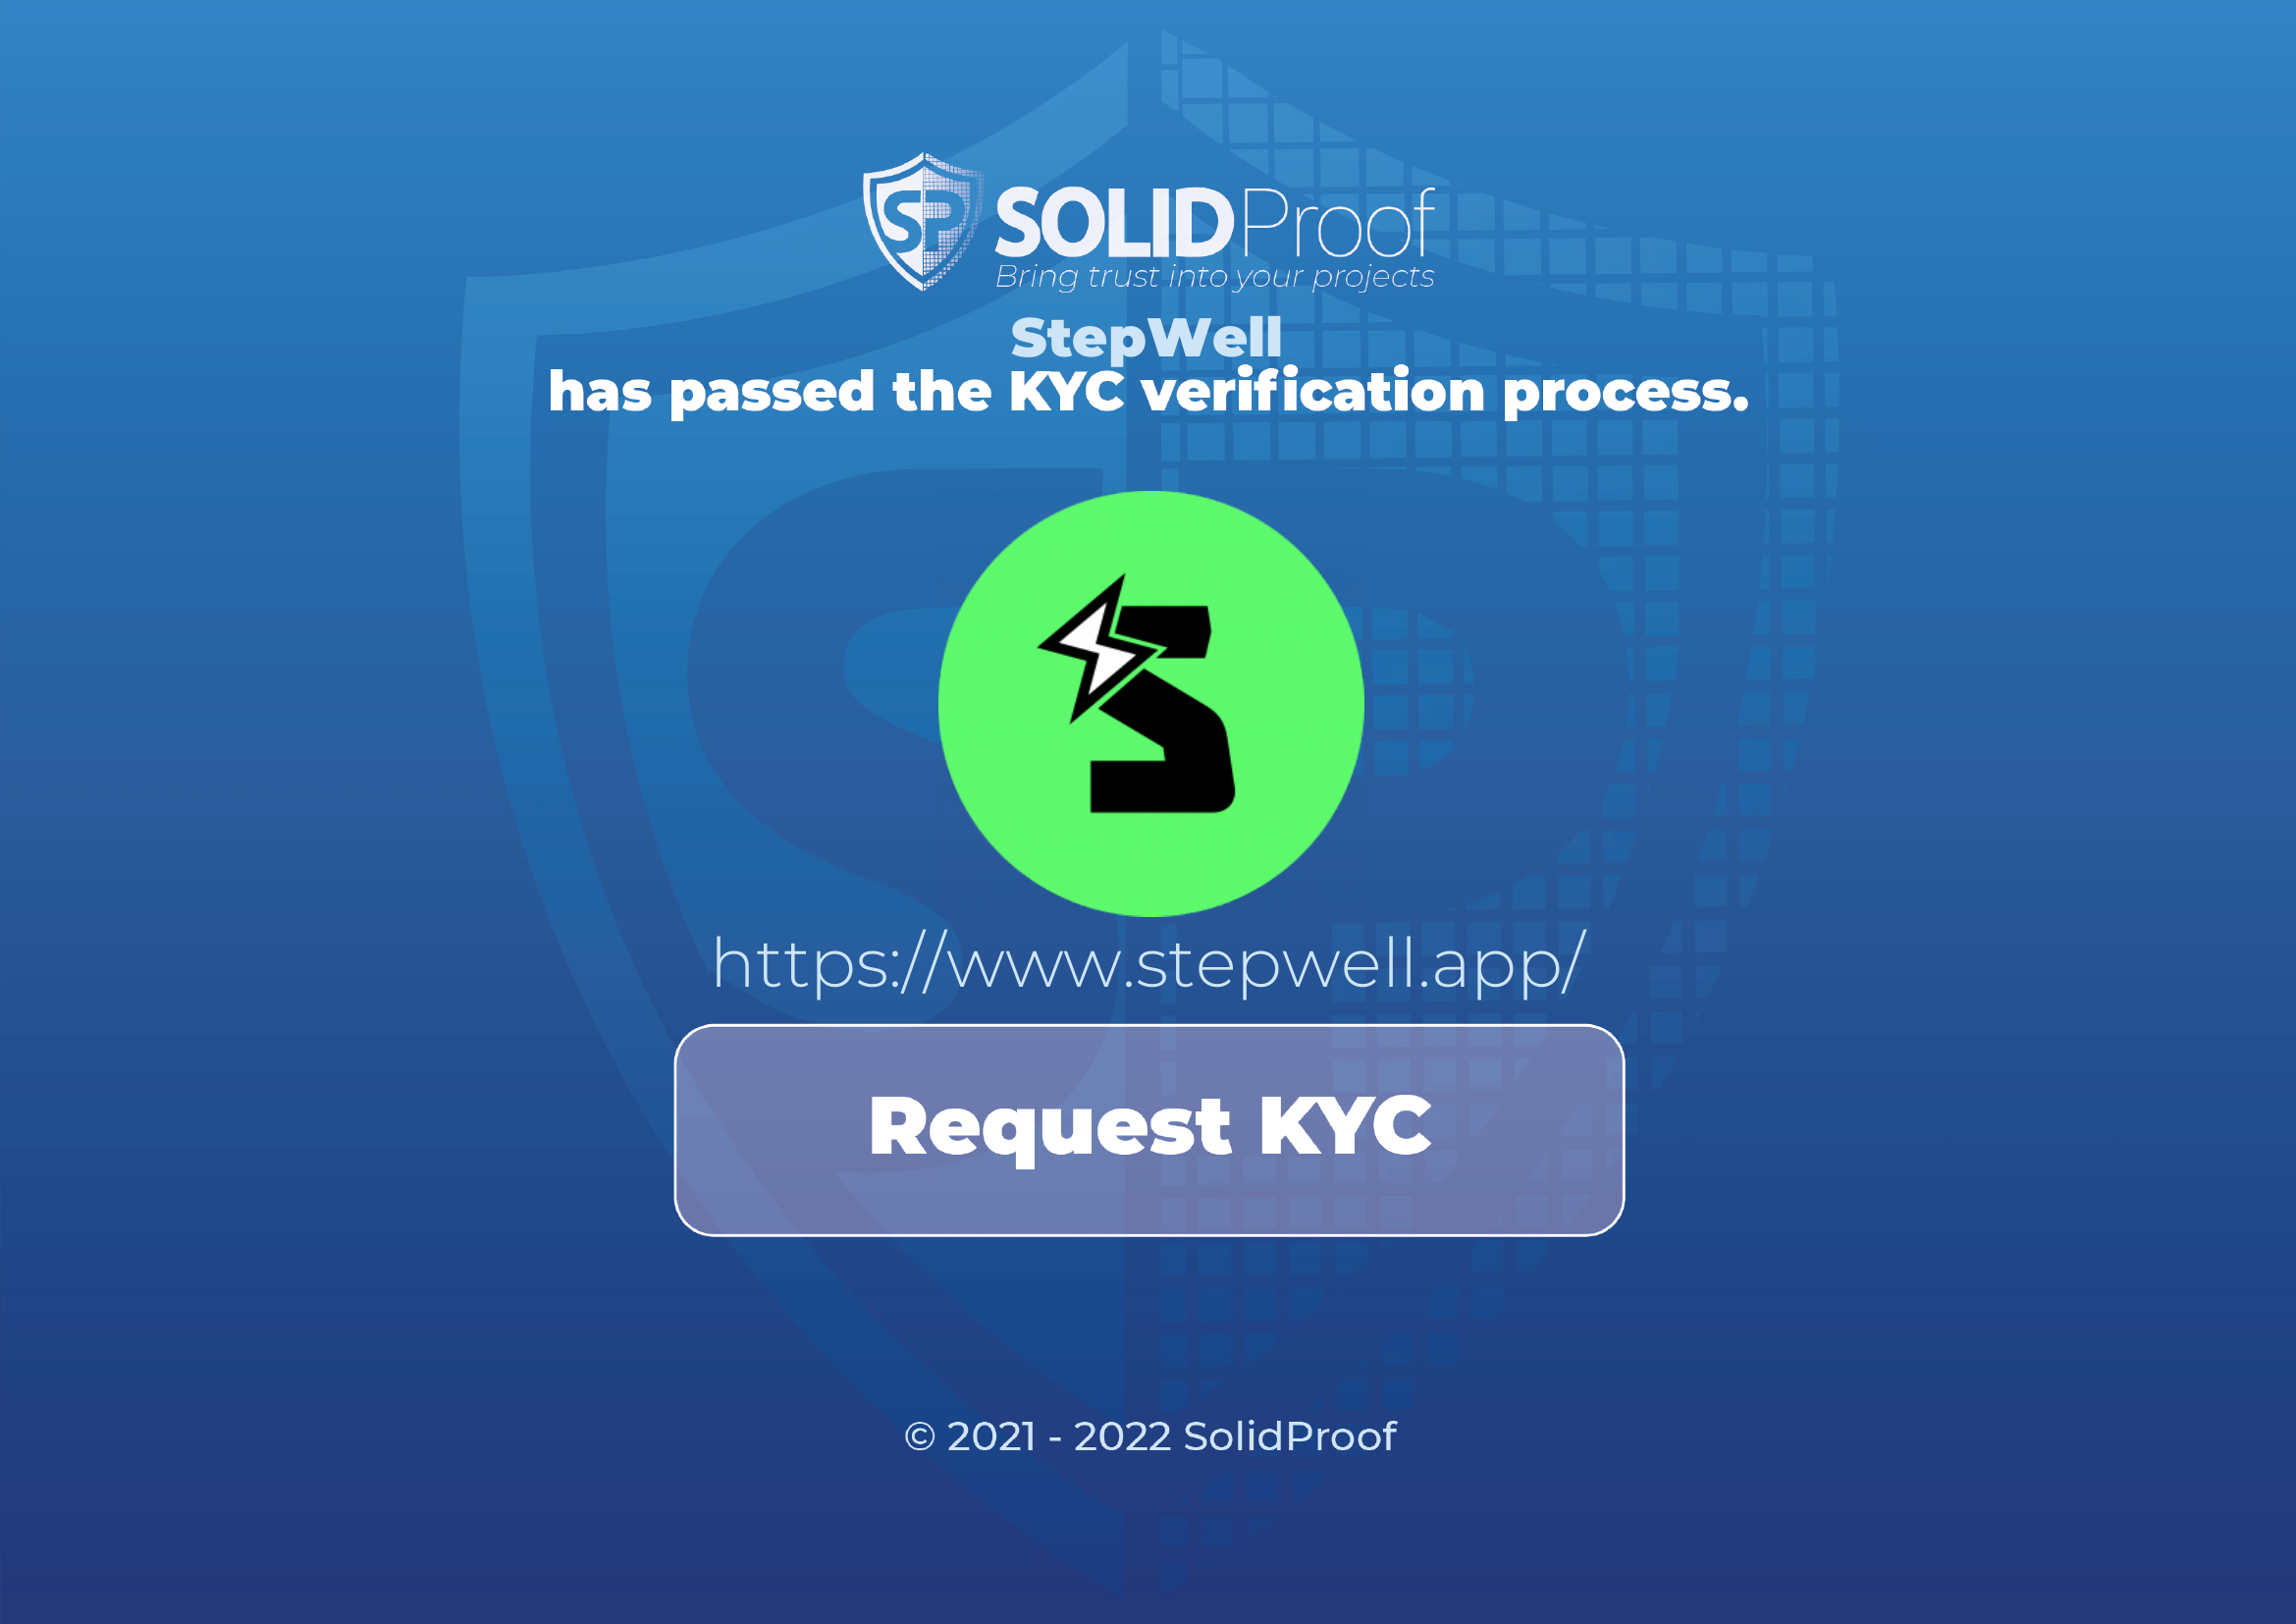 SP SOLIDProof
Bring trust into your projects
StepWell
has passed the KYC verification process.
https://www.stepwell.app/
Request KYC
© 2021 - 2022 SolidProof